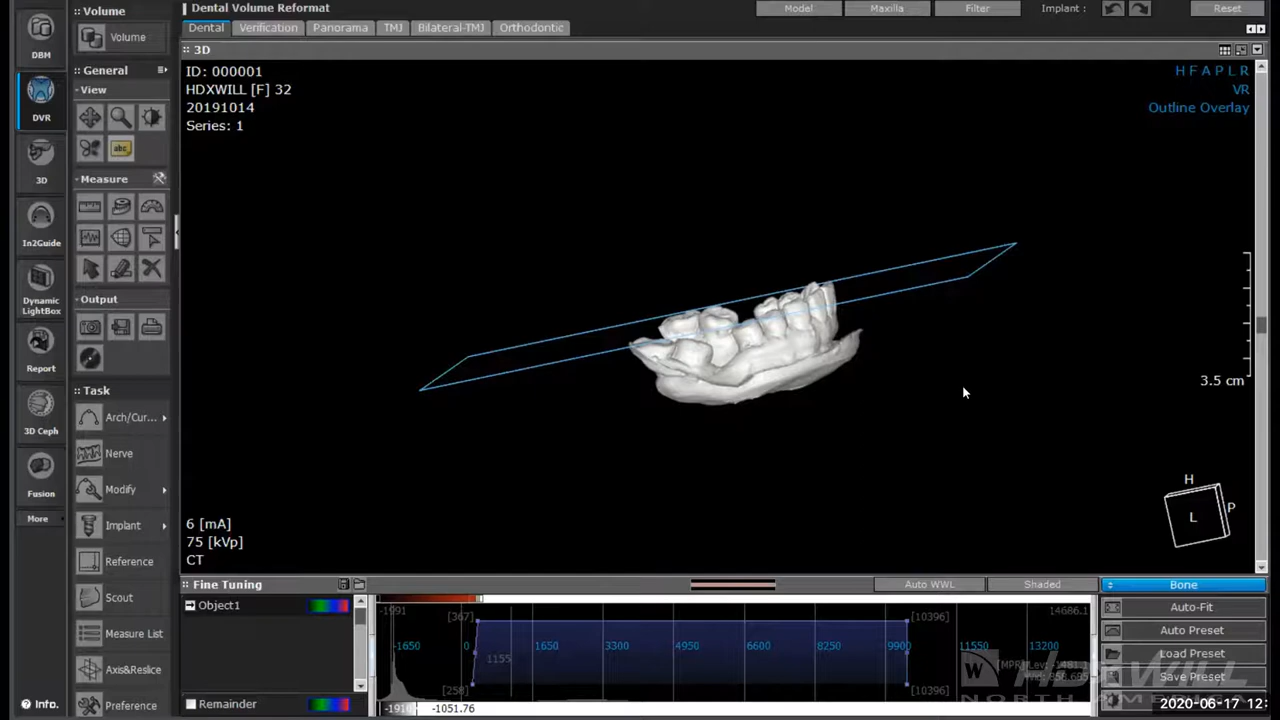 Dental Volume Reformat
Model
Maxilla
Filter
Implant :
Reset
Dental
Verification
Panorama
TMJ
Bilateral-TMJ
Orthodontic
3D
DBM
DVR
3D
In2Guide
Dynamic
LightBox
Report
3D Ceph
Fusion
More
Info.
Volume
Volume
General
View
abc
Measure
Output
Task
Arch/Cur...
Nerve
Modify
Implant
Reference
Scout
Measure List
Axis&Reslice
Preference
ID: 000001
HDXWILL [F] 32
20191014
Series: 1
H F A P L R
VR
Outline Overlay
3.5 cm
H
L
P
6 [mA]
75 [kVp]
CT
Fine Tuning
Auto WWL
Shaded
Bone
Object1
Remainder
-1991
[367]
[10396]
14686.1
-1650
0
1650
3300
4950
6600
8250
9900
11550
13200
1155
[258]
[10396]
-1910
-1051.76
Auto-Fit
Auto Preset
Load Preset
Save Preset
NORTH AMERICA
2020-06-17 12: